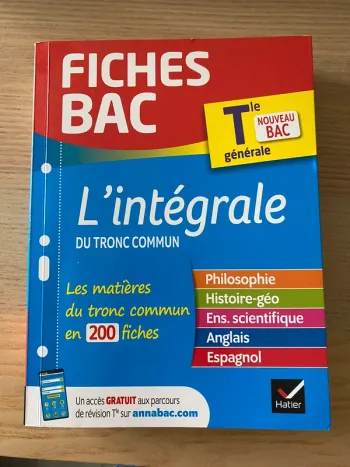 FICHES
BAC
Tle
NOUVEAU
BAC
générale
L'intégrale
DU TRONC COMMUN
Les matières
du tronc commun
en 200 fiches
Philosophie
Histoire-géo
Ens. scientifique
Anglais
Espagnol
Un accès GRATUIT aux parcours
de révision Tle sur annabac.com
Hatier